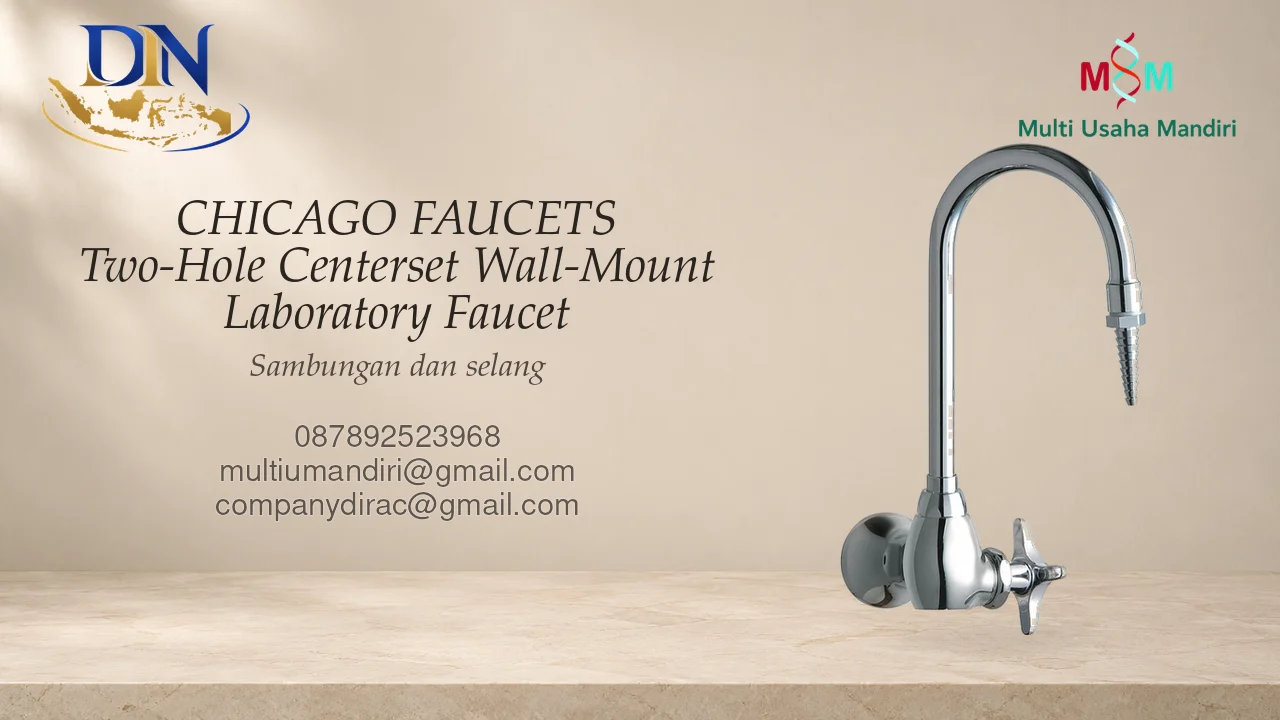 DN
M M
Multi Usaha Mandiri
CHICAGO FAUCETS
Two-Hole Centerset Wall-Mount
Laboratory Faucet
Sambungan dan selang
087892523968
multiumandiri@gmail.com
companydirac@gmail.com